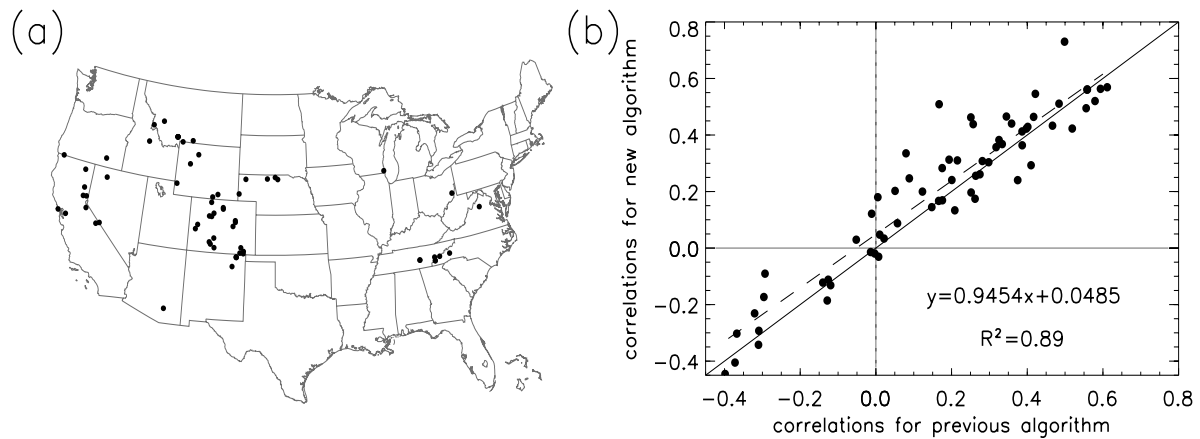 (a)
(b)
correlations for new algorithm
0.8
0.6
0.4
0.2
0.0
−0.2
−0.4
y=0.9454x+0.0485
R²=0.89
−0.4 −0.2 0.0 0.2 0.4 0.6 0.8
correlations for previous algorithm